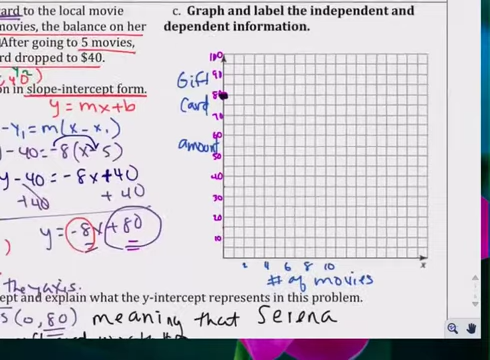 ard to the local movie
movies, the balance on her
After going to 5 movies,
rd dropped to $40.
n in slope-intercept form.
y = mx+b
-y₁=m(x-x₁)
-40=-8(x-5)
y-40=-8x+40
+40 +40
y=-8x+80
the y axis.
ept and explain what the y-intercept represents in this problem.
(0,80) meaning that Serena
c. Graph and label the independent and
dependent information.
100
90
80
70
60
50
40
30
20
10
Gift
Card
amount
2 4 6 8 10
x
# of movies